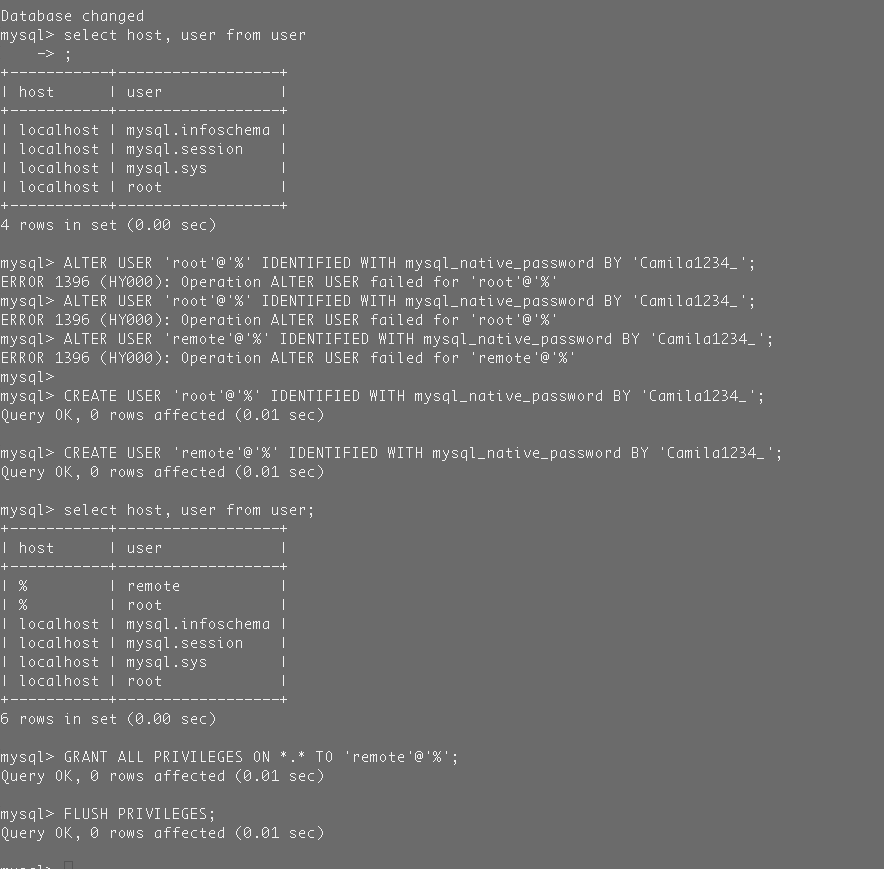 Database changed
mysql> select host, user from user
    -> ;
+-----------+------------------+
| host      | user             |
+-----------+------------------+
| localhost | mysql.infoschema |
| localhost | mysql.session    |
| localhost | mysql.sys        |
| localhost | root             |
+-----------+------------------+
4 rows in set (0.00 sec)

mysql> ALTER USER 'root'@'%' IDENTIFIED WITH mysql_native_password BY 'Camila1234_';
ERROR 1396 (HY000): Operation ALTER USER failed for 'root'@'%'
mysql> ALTER USER 'root'@'%' IDENTIFIED WITH mysql_native_password BY 'Camila1234_';
ERROR 1396 (HY000): Operation ALTER USER failed for 'root'@'%'
mysql> ALTER USER 'remote'@'%' IDENTIFIED WITH mysql_native_password BY 'Camila1234_';
ERROR 1396 (HY000): Operation ALTER USER failed for 'remote'@'%'
mysql>
mysql> CREATE USER 'root'@'%' IDENTIFIED WITH mysql_native_password BY 'Camila1234_';
Query OK, 0 rows affected (0.01 sec)

mysql> CREATE USER 'remote'@'%' IDENTIFIED WITH mysql_native_password BY 'Camila1234_';
Query OK, 0 rows affected (0.01 sec)

mysql> select host, user from user;
+-----------+------------------+
| host      | user             |
+-----------+------------------+
| %         | remote           |
| %         | root             |
| localhost | mysql.infoschema |
| localhost | mysql.session    |
| localhost | mysql.sys        |
| localhost | root             |
+-----------+------------------+
6 rows in set (0.00 sec)

mysql> GRANT ALL PRIVILEGES ON *.* TO 'remote'@'%';
Query OK, 0 rows affected (0.01 sec)

mysql> FLUSH PRIVILEGES;
Query OK, 0 rows affected (0.01 sec)

mysql>